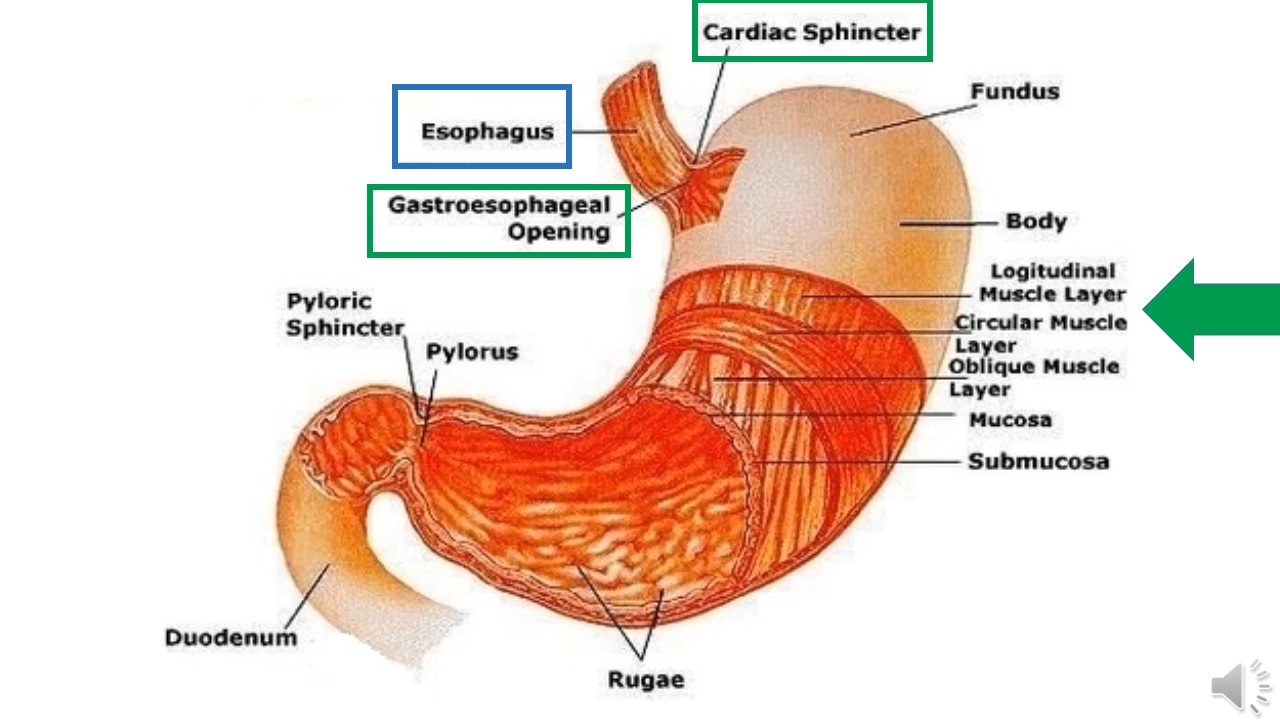 Cardiac Sphincter
Fundus
Esophagus
Gastroesophageal
Opening
Body
Logitudinal
Muscle Layer
Circular Muscle
Layer
Oblique Muscle
Layer
Mucosa
Submucosa
Pyloric
Sphincter
Pylorus
Duodenum
Rugae